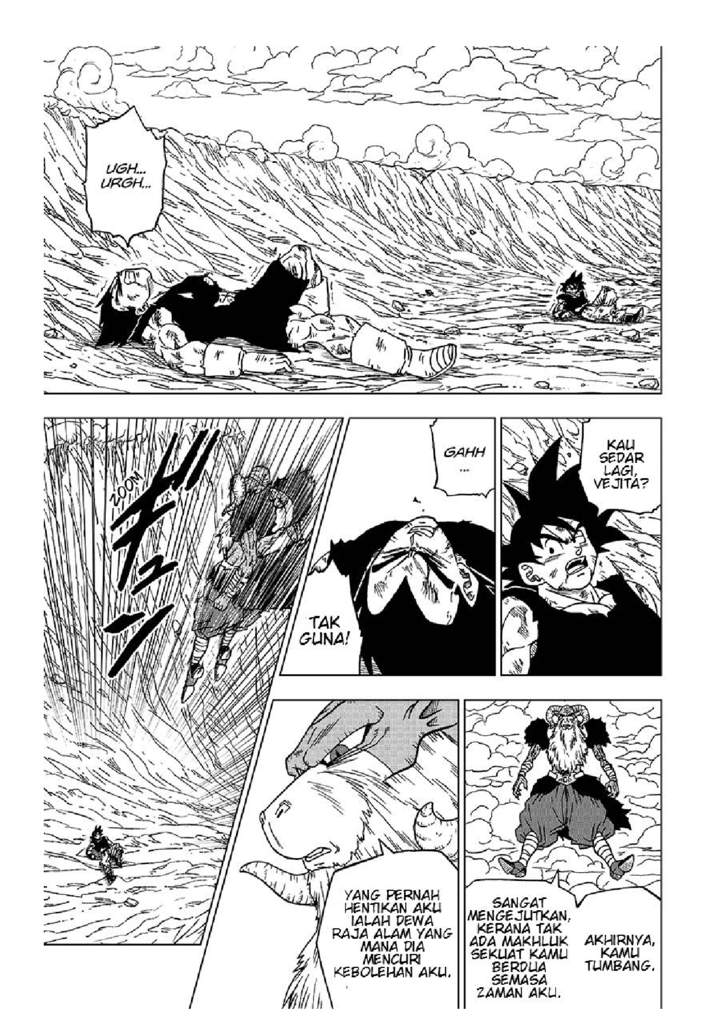 UGH...
URGH...
KAU
SEDAR
LAGI,
VEJITA?
GAHH
...
TAK
GUNA!
ZOOM
ギュン
AKHIRNYA,
KAMU
TUMBANG.
SANGAT
MENGEJUTKAN,
KERANA TAK
ADA MAKHLUK
SEKUAT KAMU
BERDUA
SEMASA
ZAMAN AKU.
YANG PERNAH
HENTIKAN AKU
IALAH DEWA
RAJA ALAM YANG
MANA DIA
MENCURI
KEBOLEHAN AKU.